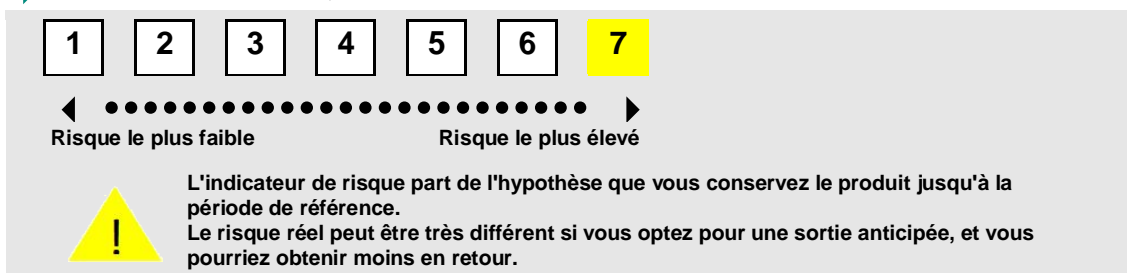 1 2 3 4 5 6 7
Risque le plus faible Risque le plus élevé
! L'indicateur de risque part de l'hypothèse que vous conservez le produit jusqu'à la
période de référence.
Le risque réel peut être très différent si vous optez pour une sortie anticipée, et vous
pourriez obtenir moins en retour.